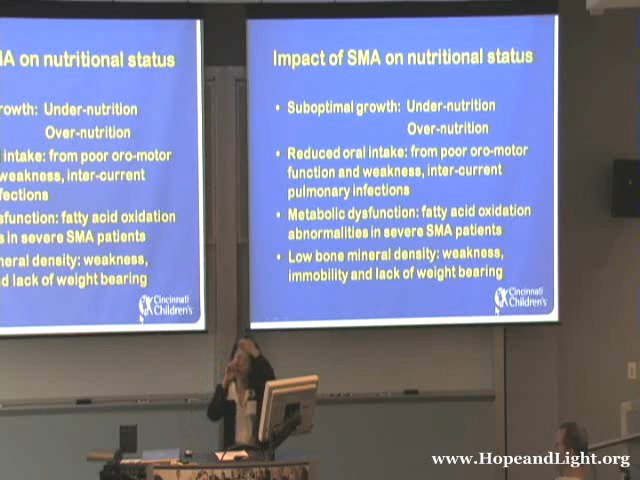 MA on nutritional status
rowth: Under-nutrition
Over-nutrition
l intake: from poor oro-motor
weakness, inter-current
fections
sfunction: fatty acid oxidation
s in severe SMA patients
neral density: weakness,
nd lack of weight bearing
Cincinnati
Children's
Impact of SMA on nutritional status
• Suboptimal growth: Under-nutrition
Over-nutrition
• Reduced oral intake: from poor oro-motor
function and weakness, inter-current
pulmonary infections
• Metabolic dysfunction: fatty acid oxidation
abnormalities in severe SMA patients
• Low bone mineral density: weakness,
immobility and lack of weight bearing
Cincinnati
Children's
www.HopeandLight.org